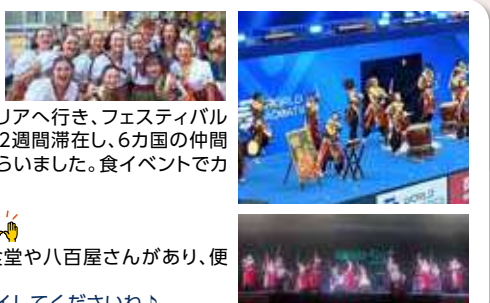 リアへ行き、フェスティバル
2週間滞在し、6カ国の仲間
らいました。食イベントでカ
堂や八百屋さんがあり、便
してくださいね♪
WORLD
WORLD